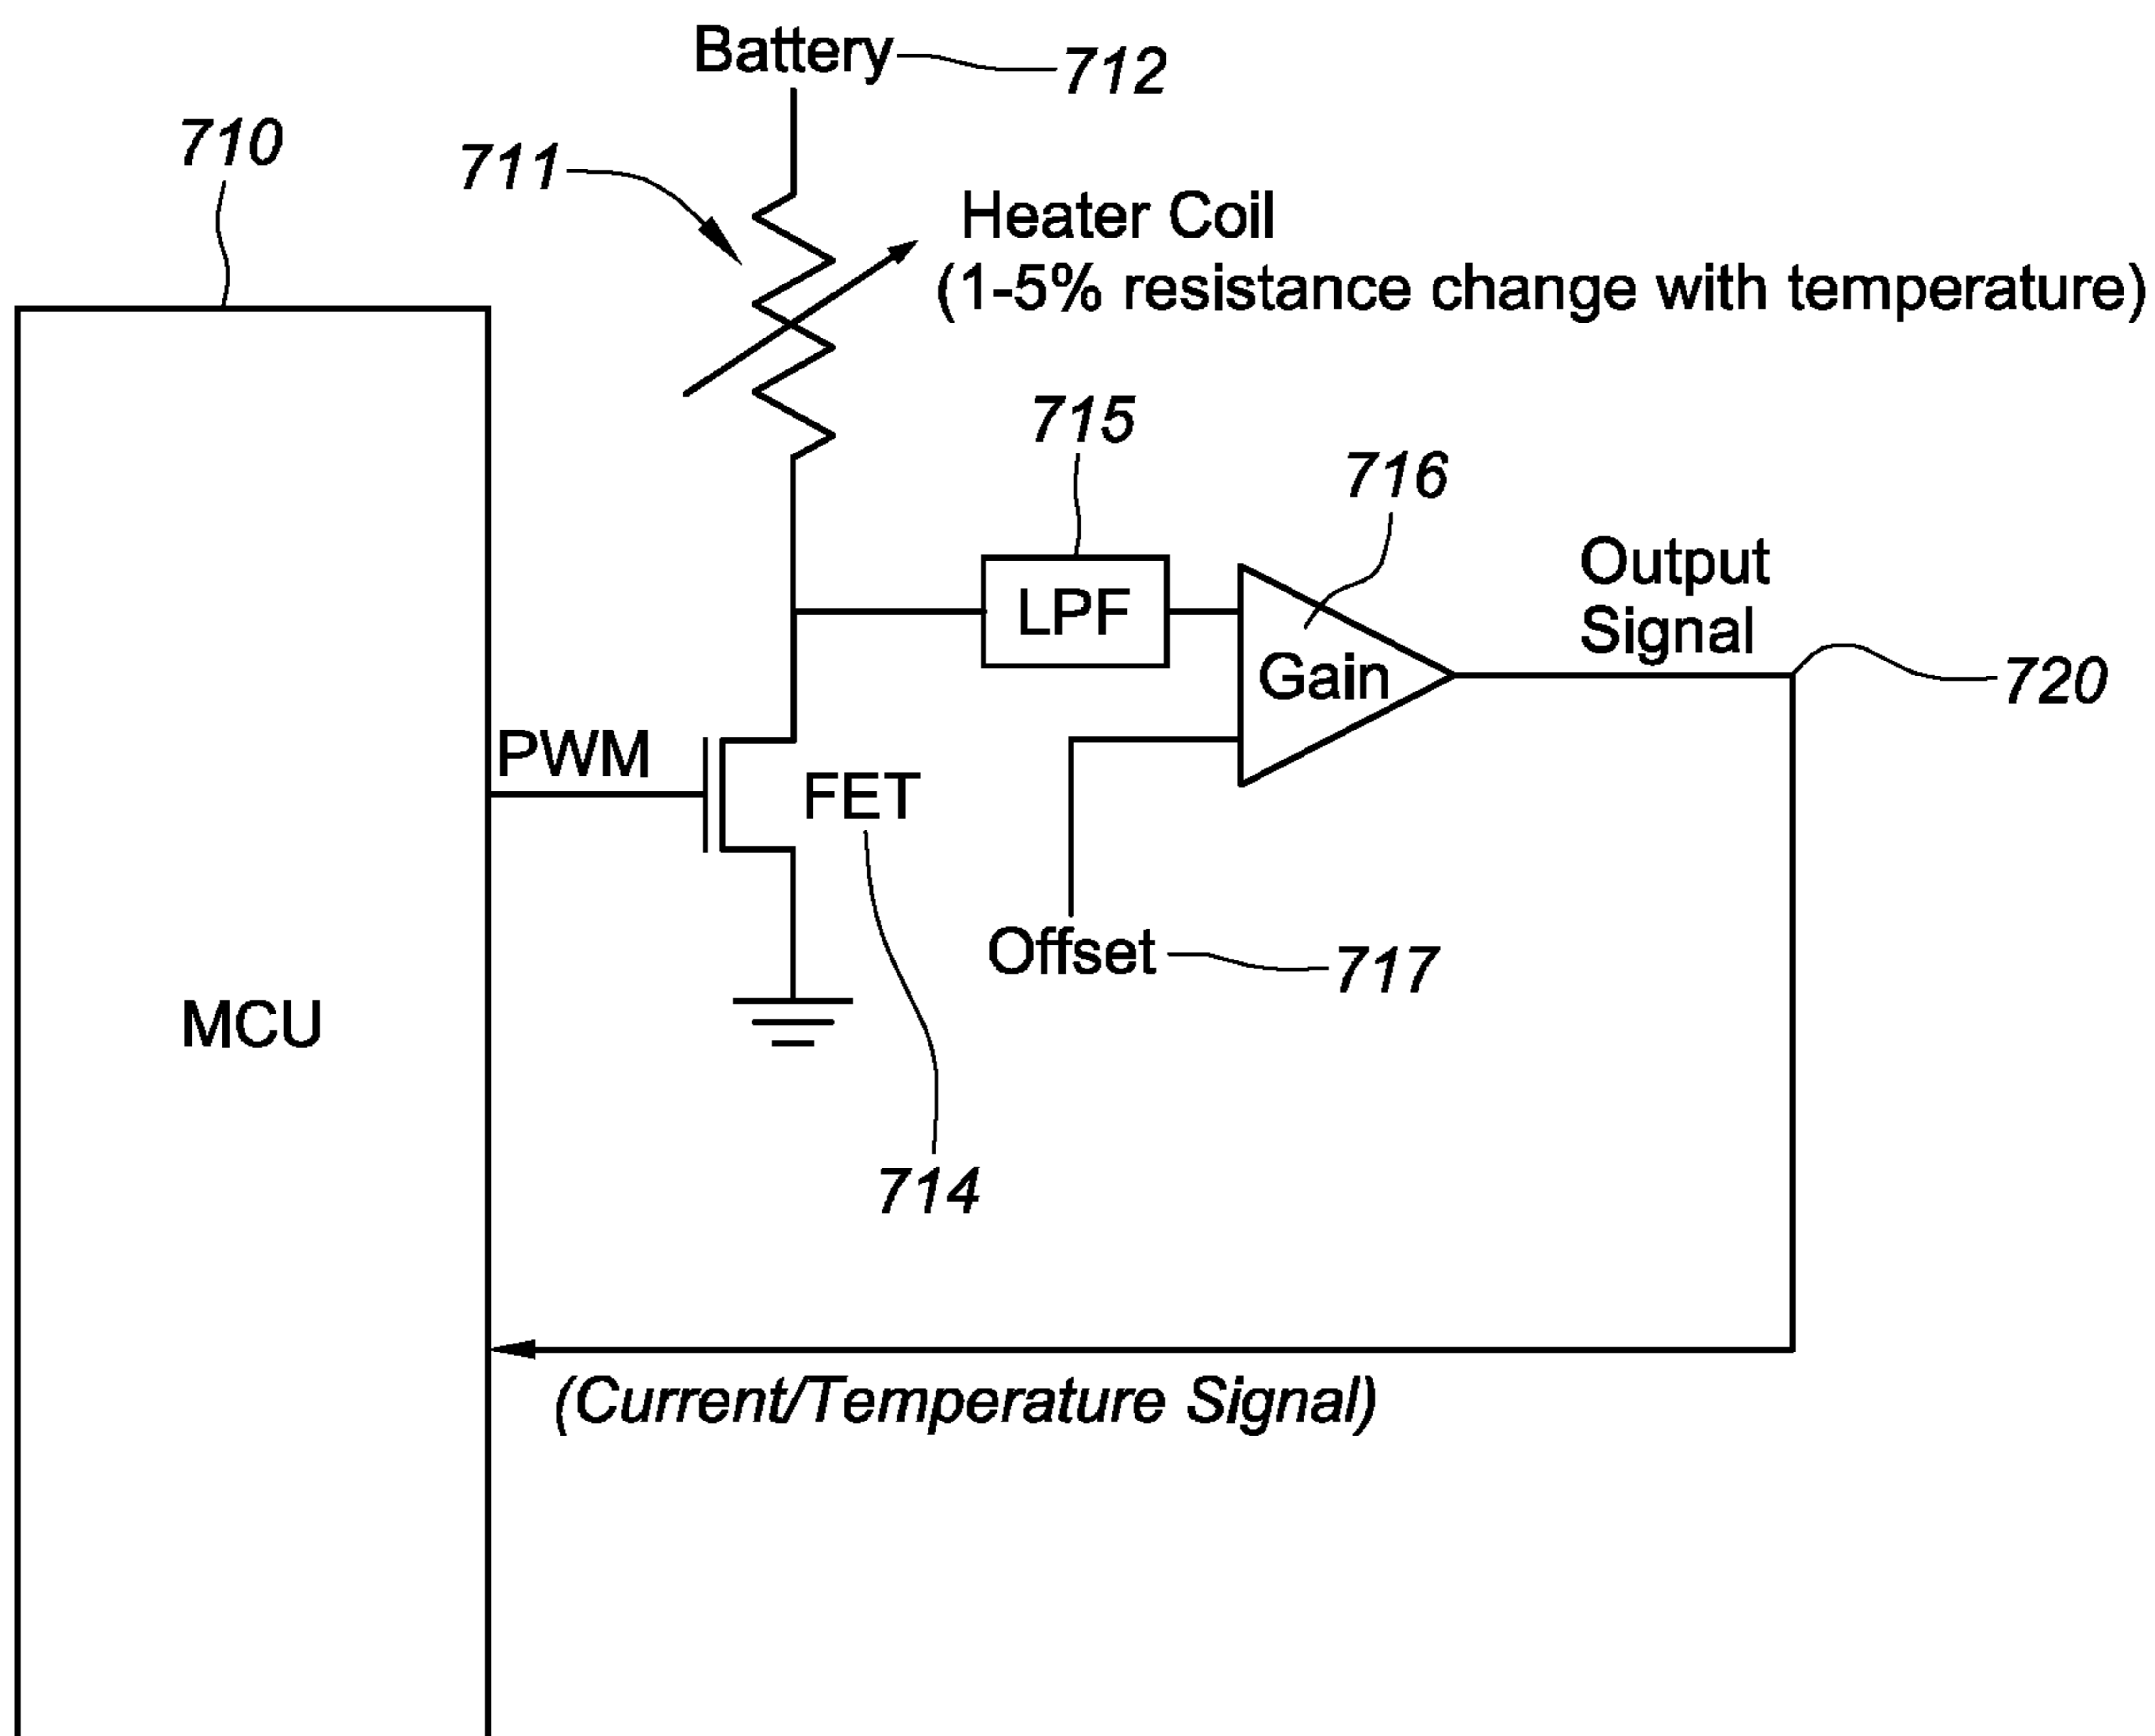 Battery
712
710
711
Heater Coil
(1-5% resistance change with temperature)
715
716
LPF
Output
Signal
Gain
720
PWM
FET
Offset
717
MCU
714
(Current/Temperature Signal)